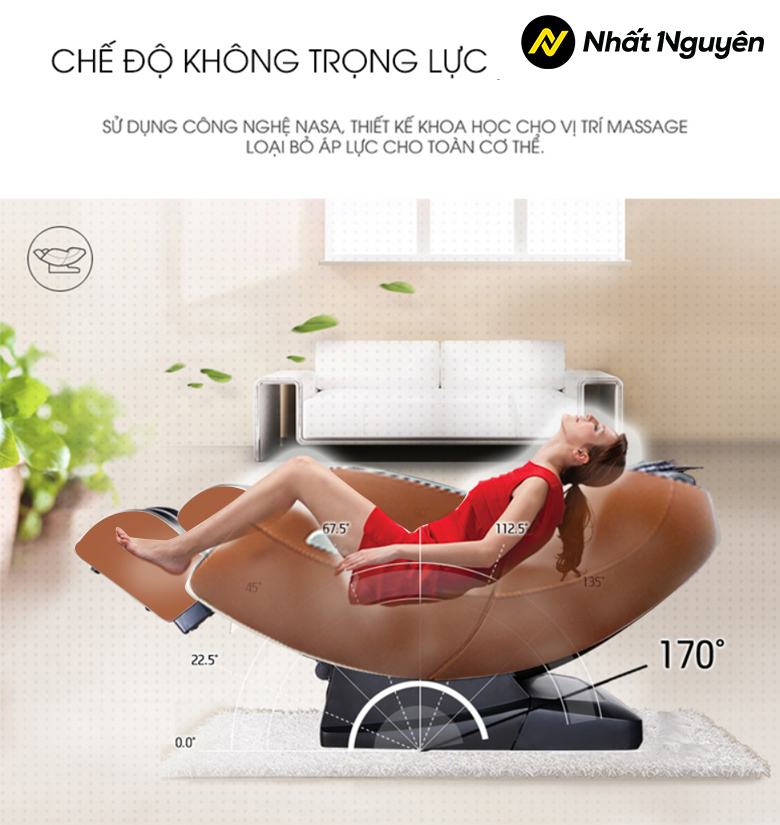 Nhất Nguyên
CHẾ ĐỘ KHÔNG TRỌNG LỰC
SỬ DỤNG CÔNG NGHỆ NASA, THIẾT KẾ KHOA HỌC CHO VỊ TRÍ MASSAGE
LOẠI BỎ ÁP LỰC CHO TOÀN CƠ THỂ.
67.5°
112.5°
45°
135°
22.5°
170°
0.0°